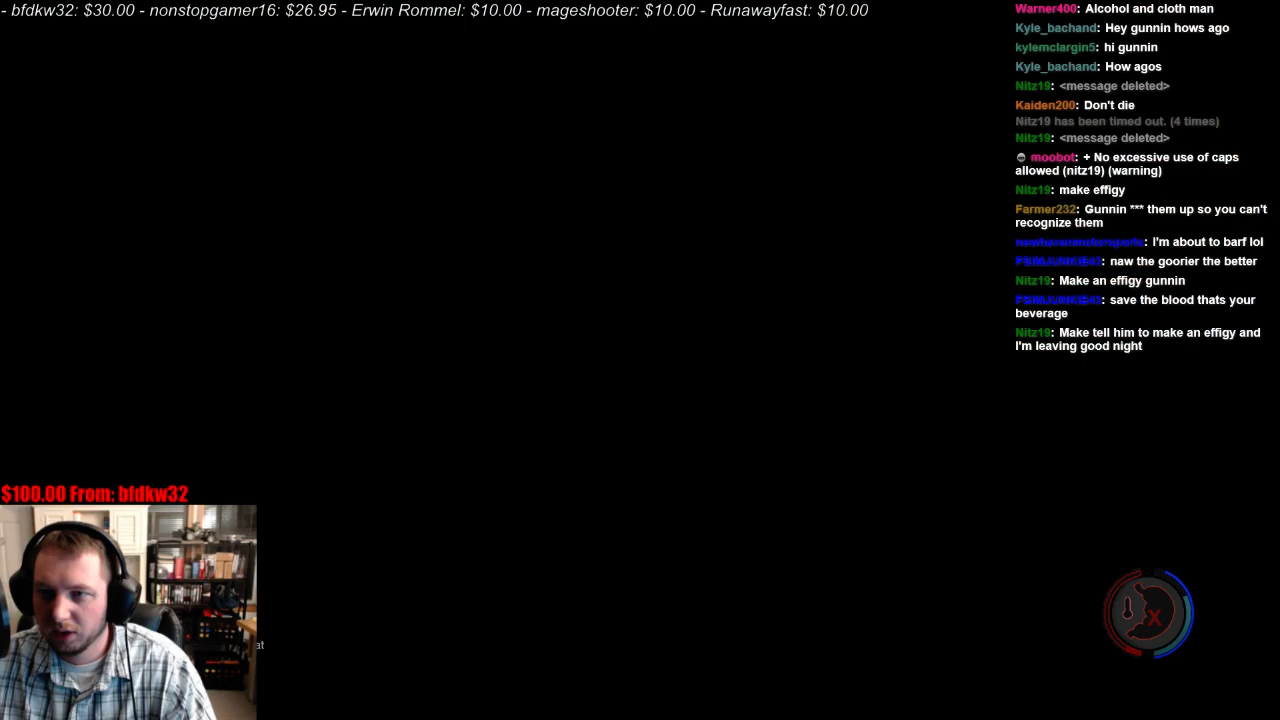 - bfdkw32: $30.00 - nonstopgamer16: $26.95 - Erwin Rommel: $10.00 - mageshooter: $10.00 - Runawayfast: $10.00
Warner400: Alcohol and cloth man
Kyle_bachand: Hey gunnin hows ago
kylemclargin5: hi gunnin
Kyle_bachand: How agos
Nitz19: <message deleted>
Kaiden200: Don't die
Nitz19 has been timed out. (4 times)
Nitz19: <message deleted>
moobot: + No excessive use of caps
allowed (nitz19) (warning)
Nitz19: make effigy
Farmer232: Gunnin *** them up so you can't
recognize them
: I'm about to barf lol
: naw the goorier the better
Nitz19: Make an effigy gunnin
: save the blood thats your
beverage
Nitz19: Make tell him to make an effigy and
I'm leaving good night
$100.00 From: bfdkw32
at
X